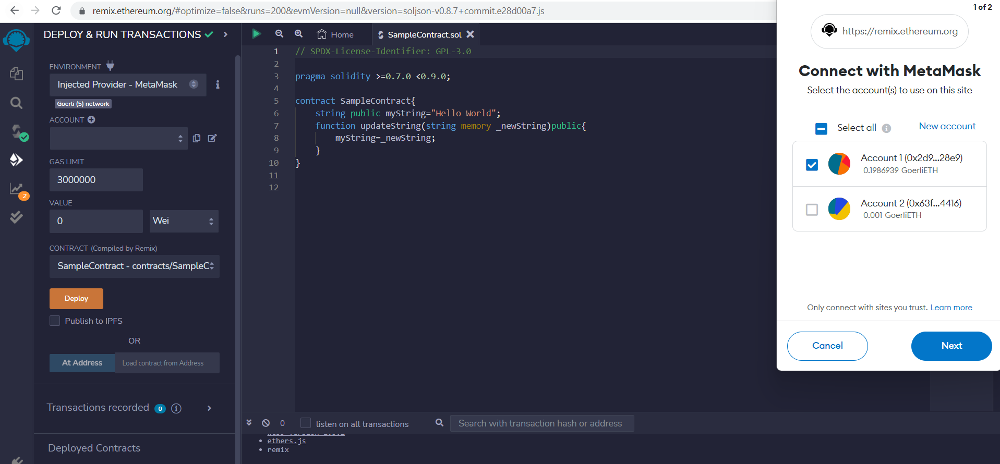 remix.ethereum.org/#optimize=false&runs=200&evmVersion=null&version=soljson-v0.8.7+commit.e28d00a7.js
DEPLOY & RUN TRANSACTIONS
ENVIRONMENT
Injected Provider - MetaMask
Goerli (5) network
ACCOUNT
GAS LIMIT
3000000
VALUE
0
Wei
CONTRACT (Compiled by Remix)
SampleContract - contracts/SampleC
Deploy
Publish to IPFS
OR
At Address
Load contract from Address
Transactions recorded 0
Deployed Contracts
2
Home
SampleContract.sol
1 // SPDX-License-Identifier: GPL-3.0
2
3 pragma solidity >=0.7.0 <0.9.0;
4
5 contract SampleContract{
6     string public myString="Hello World";
7     function updateString(string memory _newString)public{
8         myString=_newString;
9     }
10 }
11
12
0
listen on all transactions
Search with transaction hash or address
ethers.js
remix
1 of 2
https://remix.ethereum.org
Connect with MetaMask
Select the account(s) to use on this site
Select all
New account
Account 1 (0x2d9...28e9)
0.1986939 GoerliETH
Account 2 (0x63f...4416)
0.001 GoerliETH
Only connect with sites you trust. Learn more
Cancel
Next